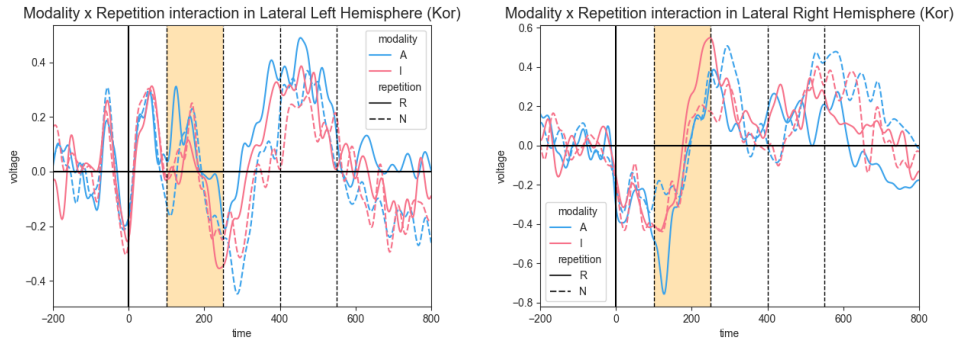 Modality x Repetition interaction in Lateral Left Hemisphere (Kor)
voltage
0.4
0.2
0.0
−0.2
−0.4
modality
A
I
repetition
R
N
−200
0
200
400
600
800
time
Modality x Repetition interaction in Lateral Right Hemisphere (Kor)
voltage
0.6
0.4
0.2
0.0
−0.2
−0.4
−0.6
−0.8
modality
A
I
repetition
R
N
−200
0
200
400
600
800
time